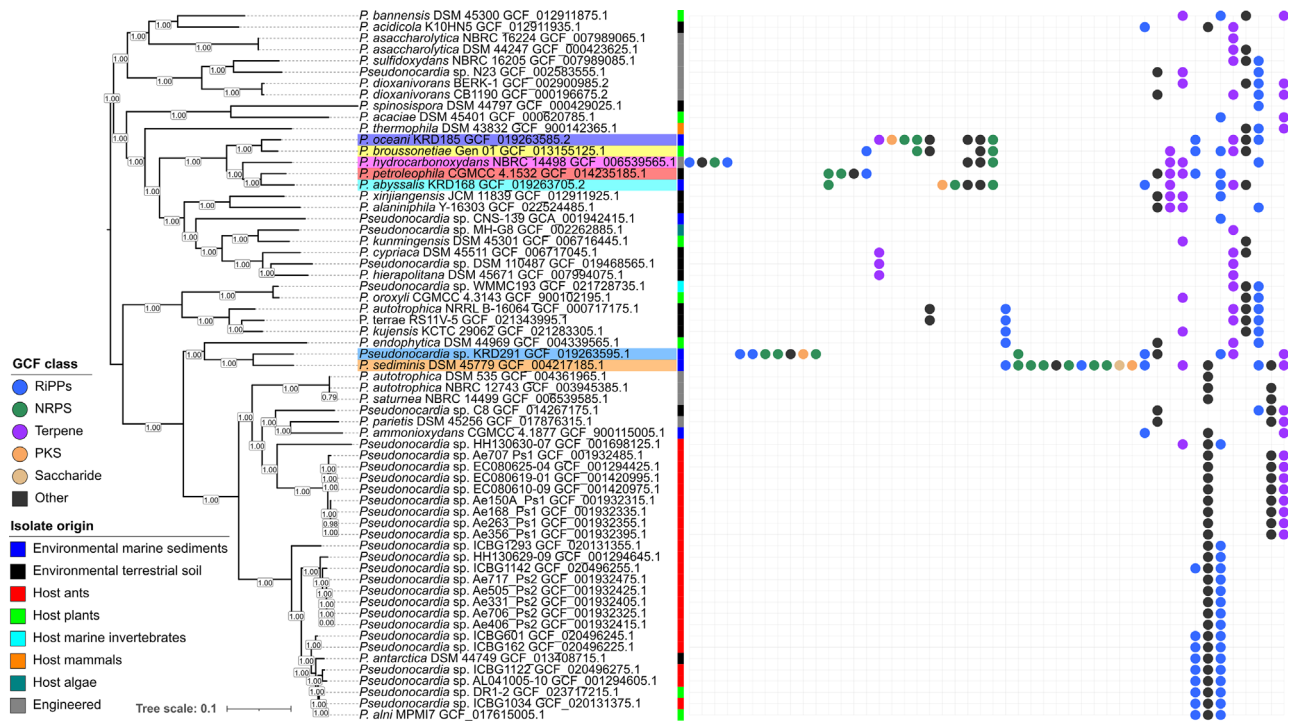 P. bannensis DSM 45300 GCF_012911875.1
P. acidicola K10HN5 GCF_012911935.1
P. asaccharolytica NBRC 16224 GCF_007989065.1
P. asaccharolytica DSM 44247 GCF_000423625.1
P. sulfidoxydans NBRC 16205 GCF_007989085.1
Pseudonocardia sp. N23 GCF_002583555.1
P. dioxanivorans BERK-1 GCF_002900985.2
P. dioxanivorans CB1190 GCF_000196675.2
P. spinosispora DSM 44797 GCF_000429025.1
P. acaciae DSM 45401 GCF_000620785.1
P. thermophila DSM 43832 GCF_900142365.1
P. oceani KRD185 GCF_019263585.2
P. broussonetiae Gen 01 GCF_013155125.1
P. hydrocarbonoxydans NBRC 14498 GCF_006539565.1
P. petroleophila CGMCC 4.1532 GCF_014235185.1
P. abyssalis KRD168 GCF_019263705.2
P. xinjiangensis JCM 11839 GCF_012911925.1
P. alaniniphila Y-16303 GCF_022524485.1
Pseudonocardia sp. CNS-139 GCA_001942415.1
Pseudonocardia sp. MH-G8 GCF_002262885.1
P. kunmingensis DSM 45301 GCF_006716445.1
P. cypriaca DSM 45511 GCF_006717045.1
Pseudonocardia sp. DSM 110487 GCF_019468565.1
P. hierapolitana DSM 45671 GCF_007994075.1
Pseudonocardia sp. WMMC193 GCF_021728735.1
P. oroxyli CGMCC 4.3143 GCF_900102195.1
P. autotrophica NRRL B-16064 GCF_000717175.1
P. terrae RS11V-5 GCF_021343995.1
P. kujensis KCTC 29062 GCF_021283305.1
P. endophytica DSM 44969 GCF_004339565.1
Pseudonocardia sp. KRD291 GCF_019263595.1
P. sediminis DSM 45779 GCF_004217185.1
P. autotrophica DSM 535 GCF_004361965.1
P. autotrophica NBRC 12743 GCF_003945385.1
P. saturnea NBRC 14499 GCF_006539585.1
Pseudonocardia sp. C8 GCF_014267175.1
P. parietis DSM 45256 GCF_017876315.1
P. ammonioxydans CGMCC 4.1877 GCF_900115005.1
Pseudonocardia sp. HH130630-07 GCF_001698125.1
Pseudonocardia sp. Ae707_Ps1 GCF_001932485.1
Pseudonocardia sp. EC080625-04 GCF_001294425.1
Pseudonocardia sp. EC080619-01 GCF_001420995.1
Pseudonocardia sp. EC080610-09 GCF_001420975.1
Pseudonocardia sp. Ae150A_Ps1 GCF_001932315.1
Pseudonocardia sp. Ae168_Ps1 GCF_001932335.1
Pseudonocardia sp. Ae263_Ps1 GCF_001932355.1
Pseudonocardia sp. Ae356_Ps1 GCF_001932395.1
Pseudonocardia sp. ICBG1293 GCF_020131355.1
Pseudonocardia sp. HH130629-09 GCF_001294645.1
Pseudonocardia sp. ICBG1142 GCF_020496255.1
Pseudonocardia sp. Ae717_Ps2 GCF_001932475.1
Pseudonocardia sp. Ae505_Ps2 GCF_001932425.1
Pseudonocardia sp. Ae331_Ps2 GCF_001932405.1
Pseudonocardia sp. Ae706_Ps2 GCF_001932325.1
Pseudonocardia sp. Ae406_Ps2 GCF_001932415.1
Pseudonocardia sp. ICBG601 GCF_020496245.1
Pseudonocardia sp. ICBG162 GCF_020496225.1
P. antarctica DSM 44749 GCF_013408715.1
Pseudonocardia sp. ICBG1122 GCF_020496275.1
Pseudonocardia sp. AL041005-10 GCF_001294605.1
Pseudonocardia sp. DR1-2 GCF_023717215.1
Pseudonocardia sp. ICBG1034 GCF_020131375.1
P. alni MPMI7 GCF_017615005.1
GCF class
RiPPs
NRPS
Terpene
PKS
Saccharide
Other
Isolate origin
Environmental marine sediments
Environmental terrestrial soil
Host ants
Host plants
Host marine invertebrates
Host mammals
Host algae
Engineered
Tree scale: 0.1
1.00
0.79
0.98
0.00